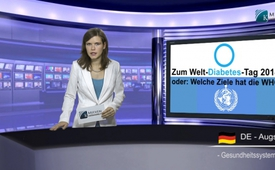 Zum Welt-Diabetes-Tag 201
oder: Welche Ziele hat die WH
DE - Aug
- Gesundheitssystem